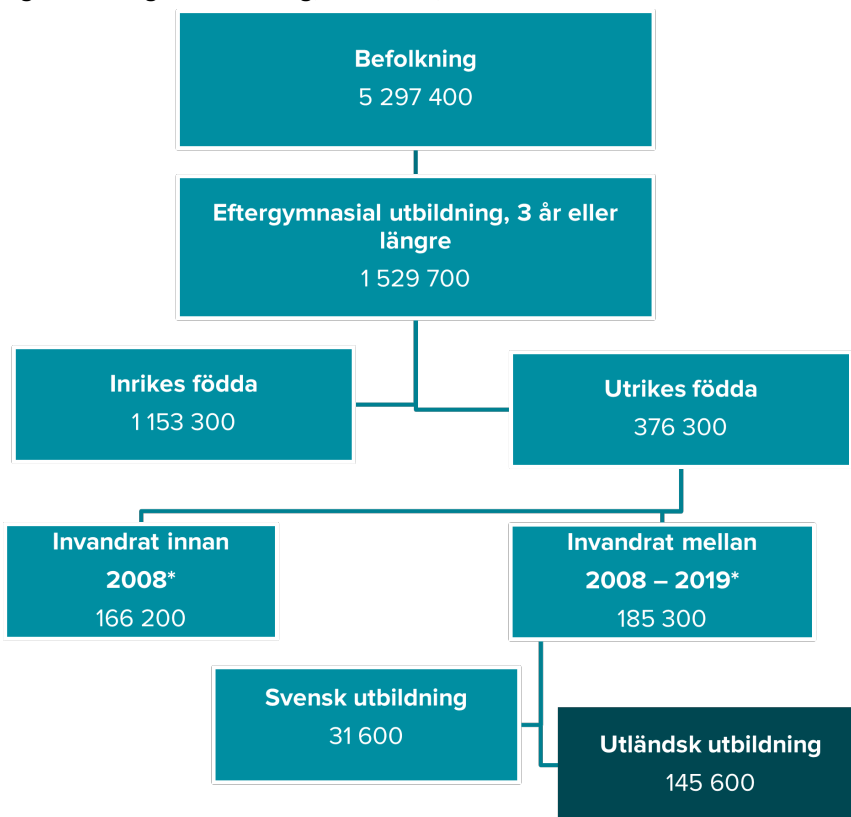 Befolkning
5 297 400
Eftergymnasial utbildning, 3 år eller
längre
1 529 700
Inrikes födda
1 153 300
Utrikes födda
376 300
Invandrat innan
2008*
166 200
Invandrat mellan
2008 – 2019*
185 300
Svensk utbildning
31 600
Utländsk utbildning
145 600